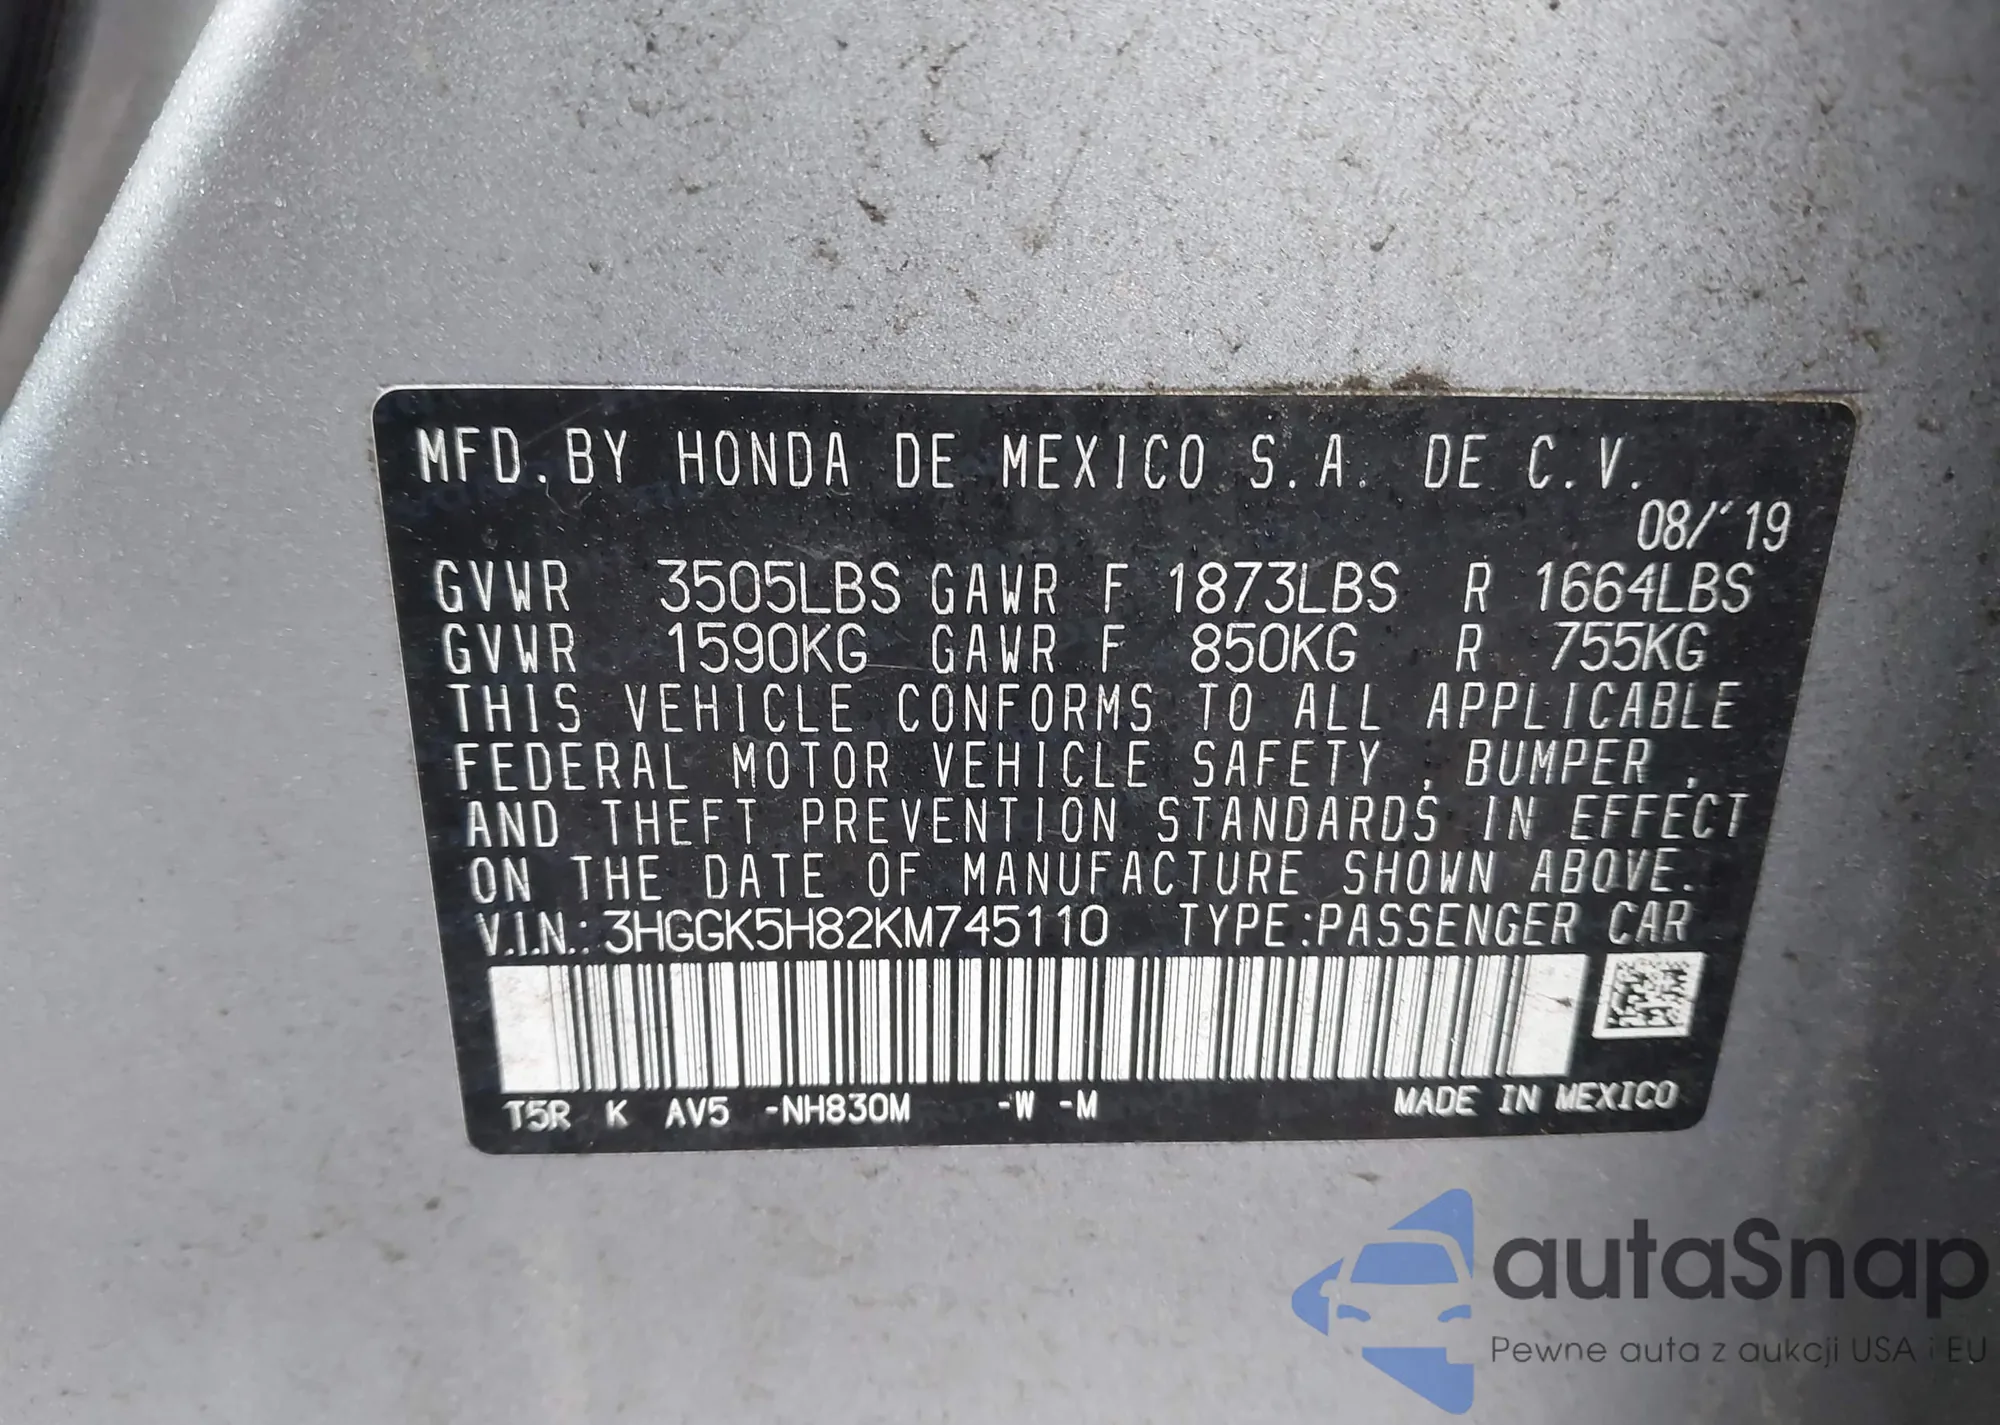 MFD. BY HONDA DE MEXICO S.A. DE C.V.
08/'19
GVWR 3505LBS GAWR F 1873LBS R 1664LBS
GVWR 1590KG GAWR F 850KG R 755KG
THIS VEHICLE CONFORMS TO ALL APPLICABLE
FEDERAL MOTOR VEHICLE SAFETY, BUMPER,
AND THEFT PREVENTION STANDARDS IN EFFECT
ON THE DATE OF MANUFACTURE SHOWN ABOVE.
V.I.N.: 3HGGK5H82KM745110 TYPE:PASSENGER CAR
T5R K AV5 -NH830M -W -M MADE IN MEXICO
autaSnap
Pewne auta z aukcji USA i EU